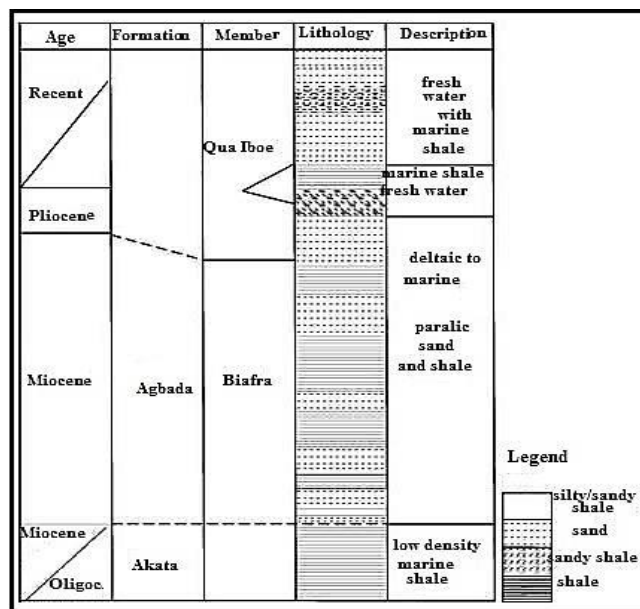 Age Formation Member Lithology Description
Recent
fresh
water
with
marine
shale
Qua Iboe
marine shale
fresh water
Pliocene
deltaic to
marine
paralic
sand
and shale
Miocene
Agbada
Biafra
Miocene
Oligoc.
Akata
low density
marine
shale
Legend
silty/sandy
shale
sand
sandy shale
shale